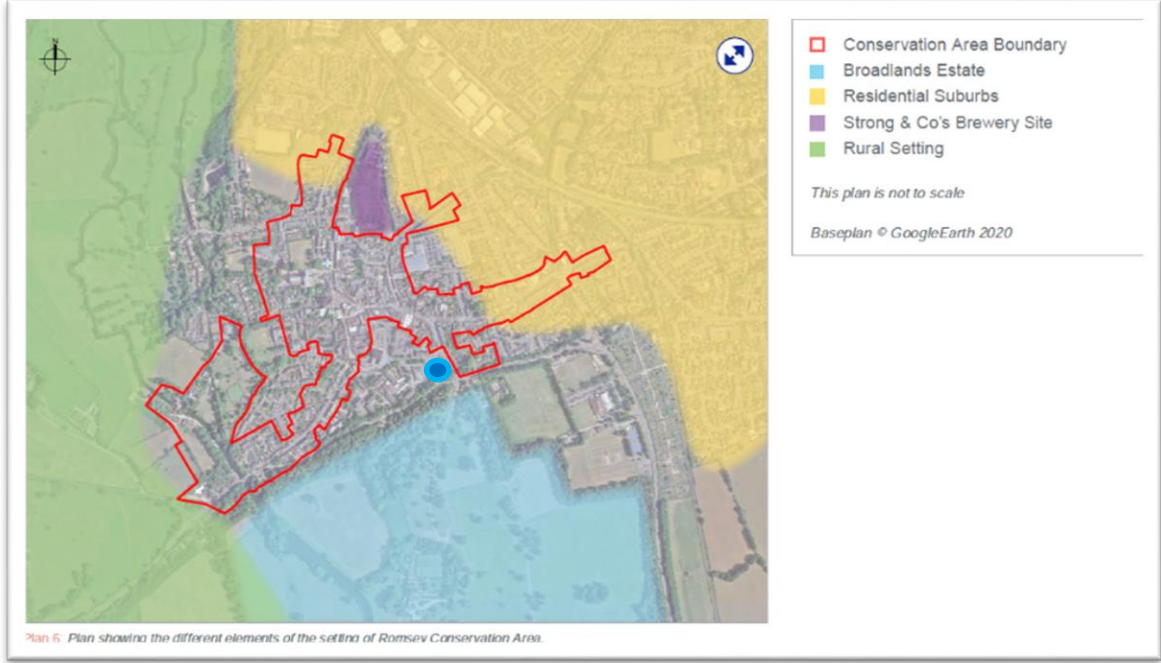 N
Conservation Area Boundary
Broadlands Estate
Residential Suburbs
Strong & Co's Brewery Site
Rural Setting
This plan is not to scale
Baseplan © GoogleEarth 2020
Plan 6: Plan showing the different elements of the setting of Romsey Conservation Area.